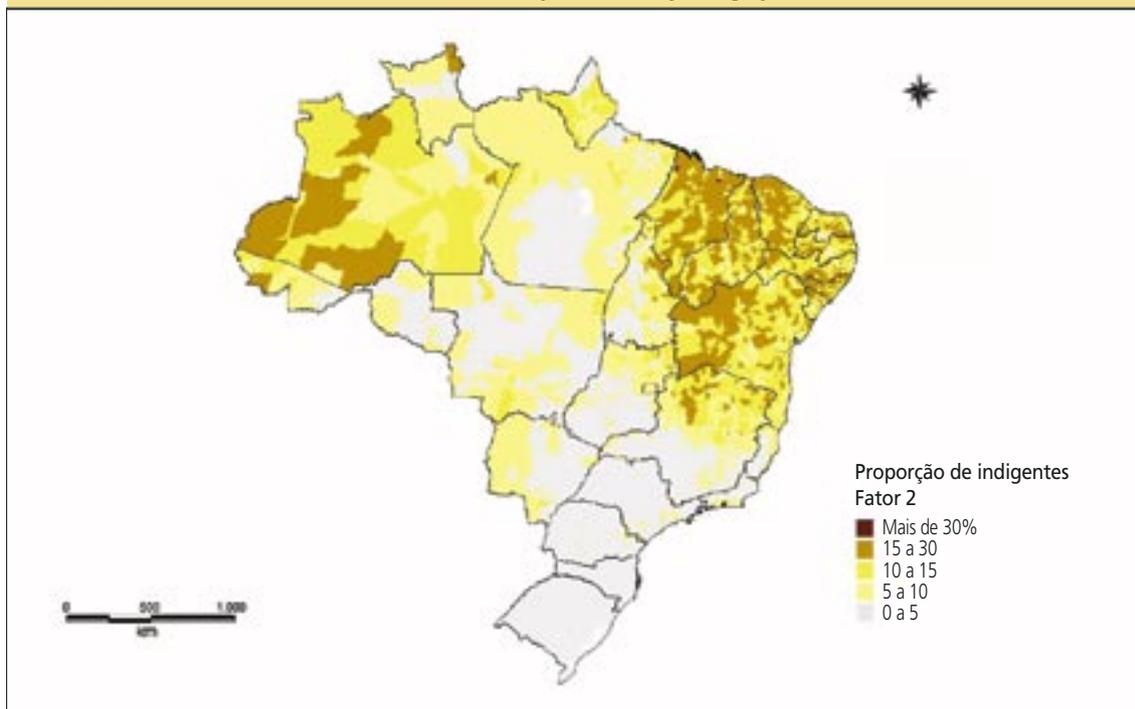 Proporção de indigentes
Fator 2
Mais de 30%
15 a 30
10 a 15
5 a 10
0 a 5
0 500 1.000